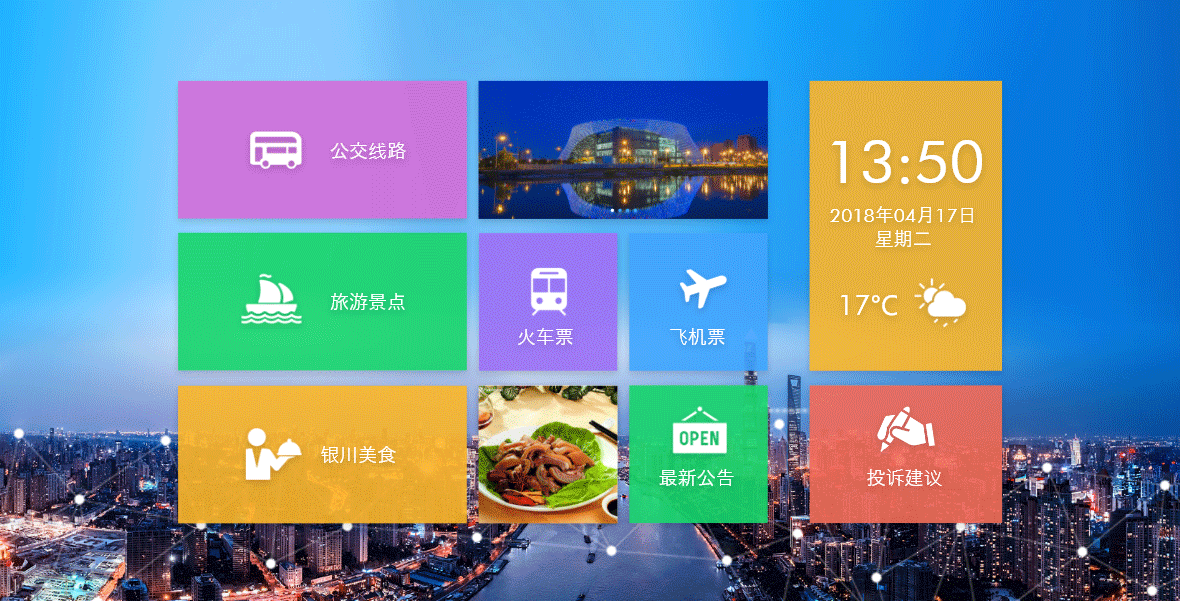 公交线路
13:50
2018年04月17日
星期二
17℃
旅游景点
火车票
飞机票
银川美食
OPEN
最新公告
投诉建议